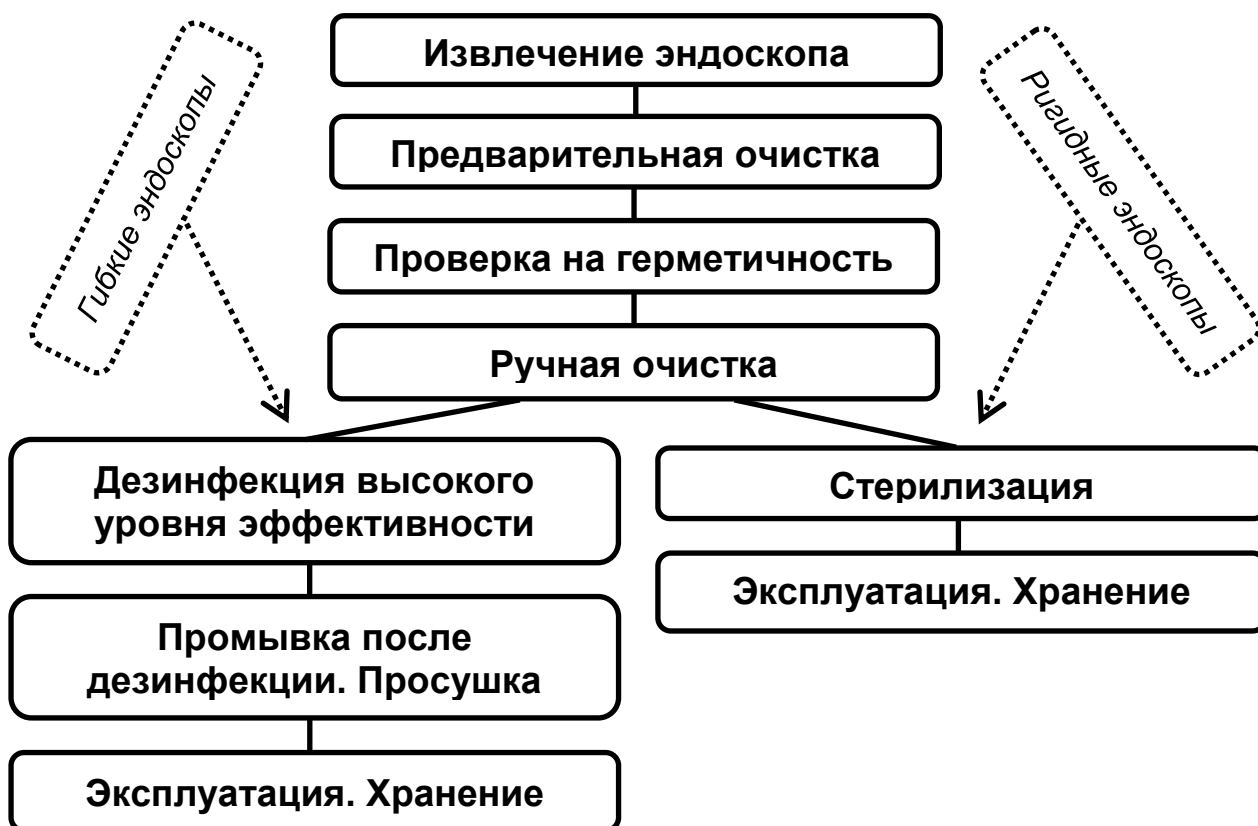 Извлечение эндоскопа
Предварительная очистка
Проверка на герметичность
Ручная очистка
Гибкие эндоскопы
Ригидные эндоскопы
Дезинфекция высокого
уровня эффективности
Промывка после
дезинфекции. Просушка
Эксплуатация. Хранение
Стерилизация
Эксплуатация. Хранение